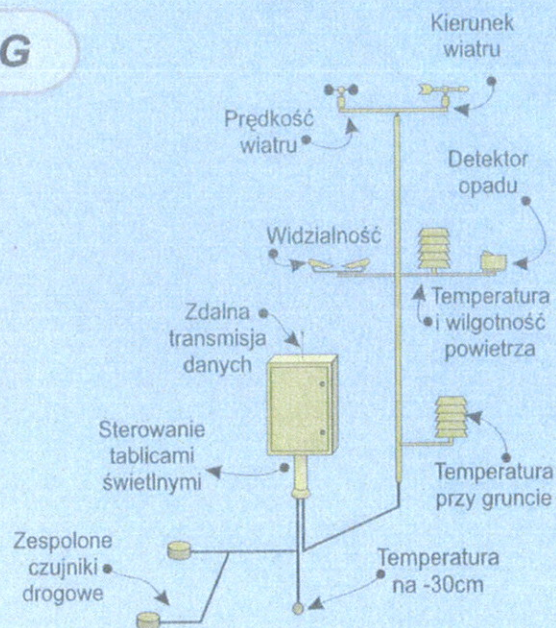 G
Kierunek
wiatru
Prędkość
wiatru
Detektor
opadu
Widzialność
Temperatura
i wilgotność
powietrza
Zdalna
transmisja
danych
Sterowanie
tablicami
świetlnymi
Temperatura
przy gruncie
Zespolone
czujniki
drogowe
Temperatura
na -30cm